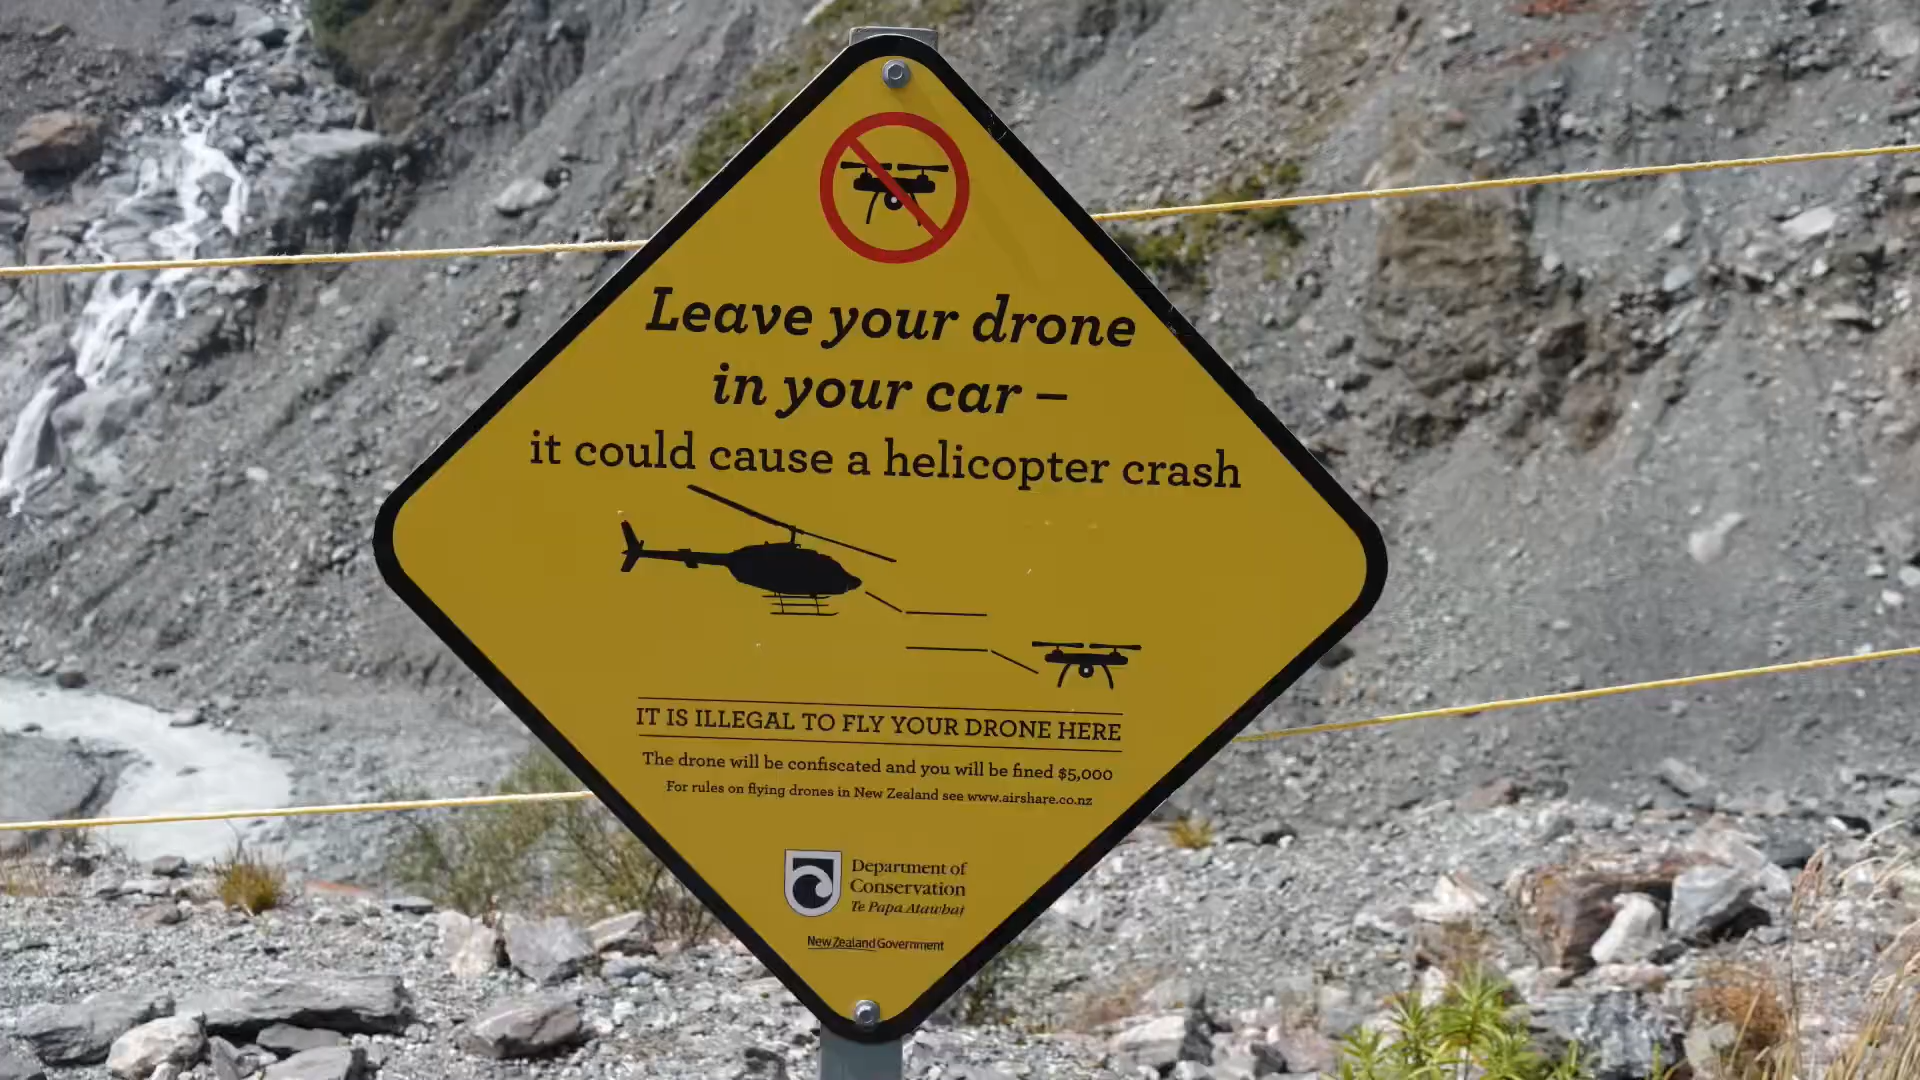 Leave your drone
in your car –
it could cause a helicopter crash
IT IS ILLEGAL TO FLY YOUR DRONE HERE
The drone will be confiscated and you will be fined $5,000
For rules on flying drones in New Zealand see www.airshare.co.nz
Department of
Conservation
Te Papa Atawhai
New Zealand Government